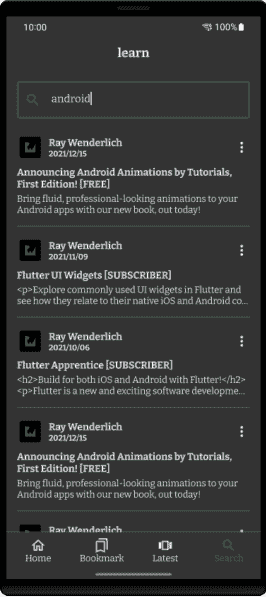 10:00 100%
learn
android
Ray Wenderlich
2021/12/15
Announcing Android Animations by Tutorials,
First Edition! [FREE]
Bring fluid, professional-looking animations to your
Android apps with our new book, out today!
Ray Wenderlich
2021/11/09
Flutter UI Widgets [SUBSCRIBER]
<p>Explore commonly used UI widgets in Flutter and
see how they relate to their native iOS and Android co...
Ray Wenderlich
2021/10/06
Flutter Apprentice [SUBSCRIBER]
<h2>Build for both iOS and Android with Flutter!</h2>
<p>Flutter is a new and exciting software developme...
Ray Wenderlich
2021/12/15
Announcing Android Animations by Tutorials,
First Edition! [FREE]
Bring fluid, professional-looking animations to your
Android apps with our new book, out today!
Ray Wenderlich
Home Bookmark Latest Search